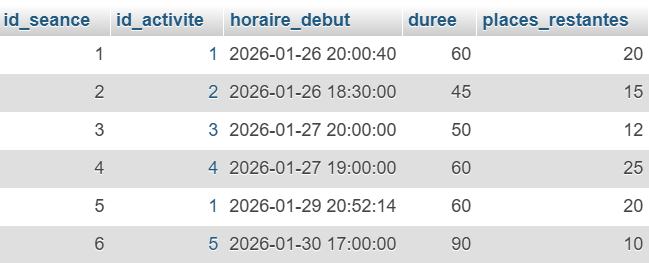 id_seance id_activite horaire_debut duree places_restantes
1 1 2026-01-26 20:00:40 60 20
2 2 2026-01-26 18:30:00 45 15
3 3 2026-01-27 20:00:00 50 12
4 4 2026-01-27 19:00:00 60 25
5 1 2026-01-29 20:52:14 60 20
6 5 2026-01-30 17:00:00 90 10